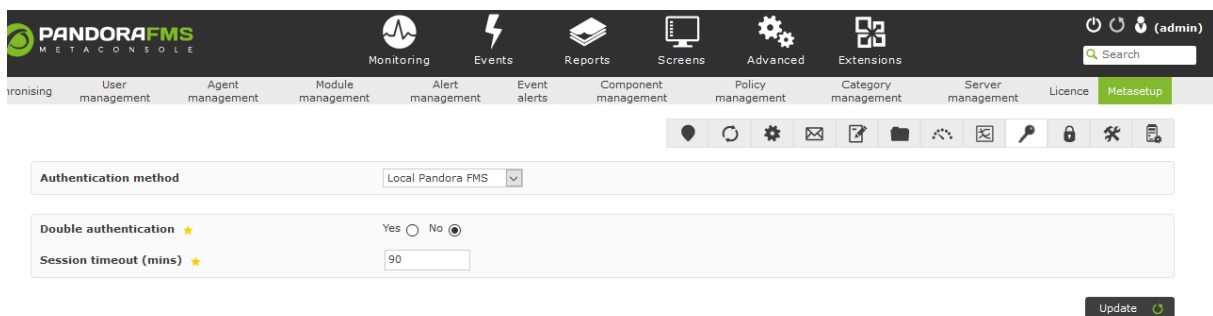 PANDORAFMS
METACONSOLE
Monitoring Events Reports Screens Advanced Extensions
(admin)
Search
hronising User management Agent management Module management Alert management Event alerts Component management Policy management Category management Server management Licence Metasetup
Authentication method Local Pandora FMS
Double authentication Yes No
Session timeout (mins) 90
Update